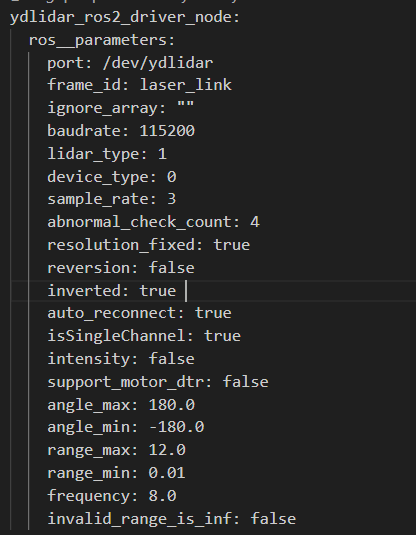 ydlidar_ros2_driver_node:
ros__parameters:
port: /dev/ydlidar
frame_id: laser_link
ignore_array: ""
baudrate: 115200
lidar_type: 1
device_type: 0
sample_rate: 3
abnormal_check_count: 4
resolution_fixed: true
reversion: false
inverted: true
auto_reconnect: true
isSingleChannel: true
intensity: false
support_motor_dtr: false
angle_max: 180.0
angle_min: -180.0
range_max: 12.0
range_min: 0.01
frequency: 8.0
invalid_range_is_inf: false